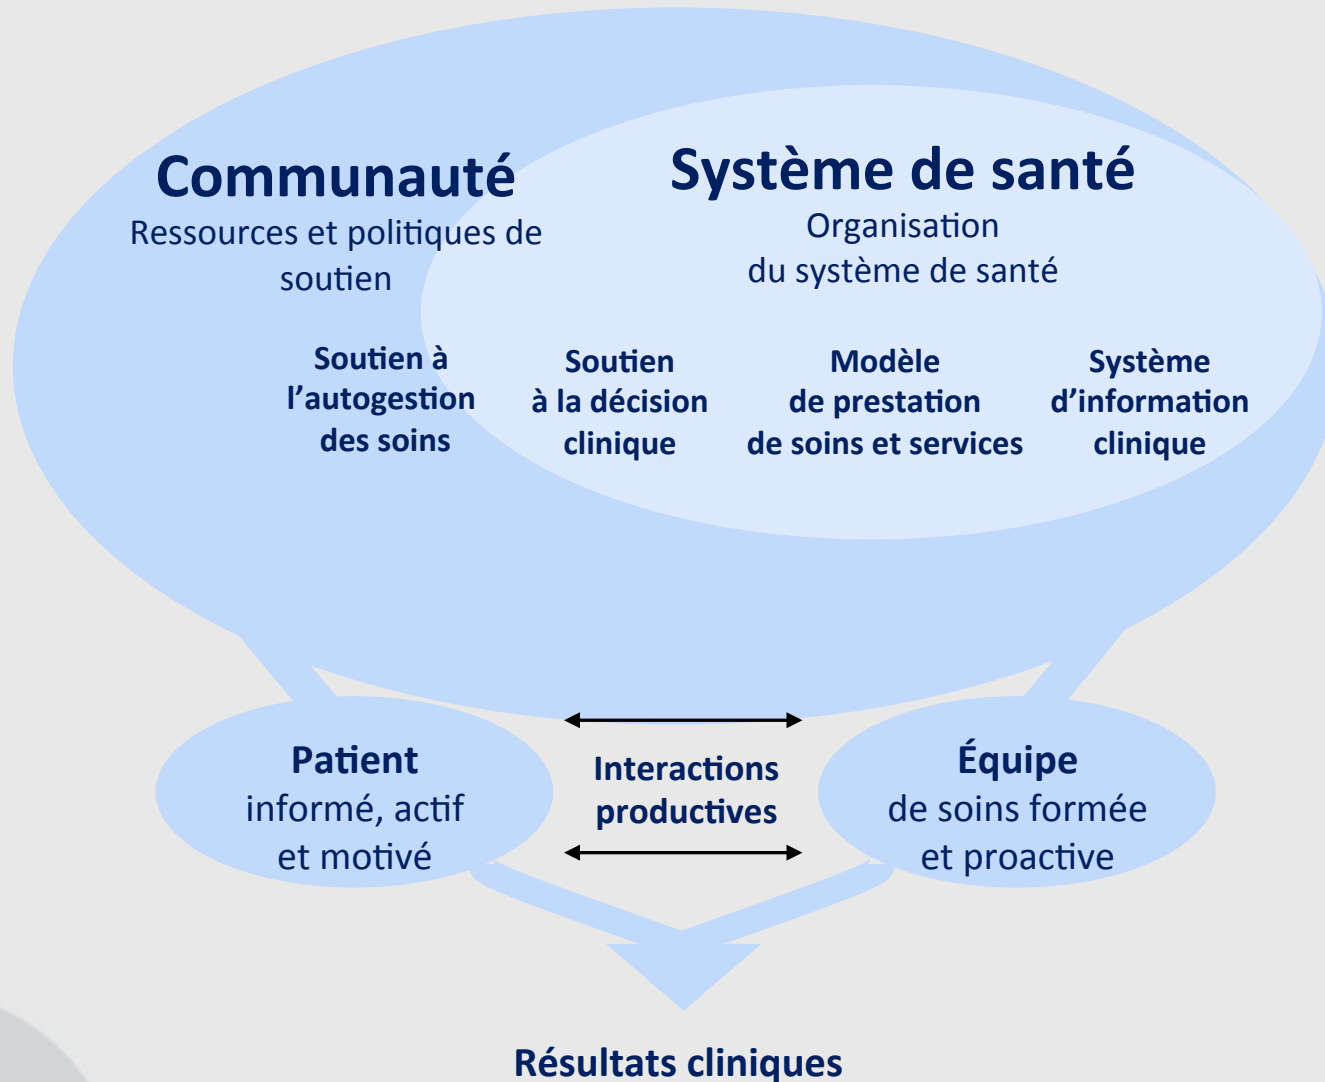 Communauté
Ressources et politiques de
soutien
Système de santé
Organisation
du système de santé
Soutien à
l’autogestion
des soins
Soutien
à la décision
clinique
Modèle
de prestation
de soins et services
Système
d’information
clinique
Patient
informé, actif
et motivé
Interactions
productives
Équipe
de soins formée
et proactive
Résultats cliniques